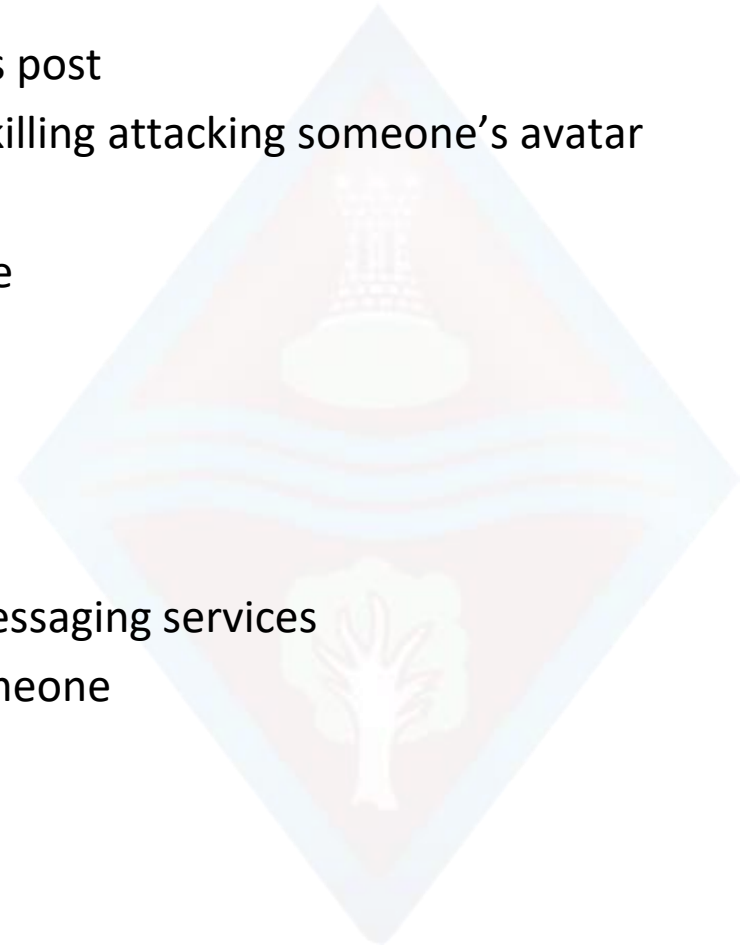 s post
killing attacking someone’s avatar
e
essaging services
neone